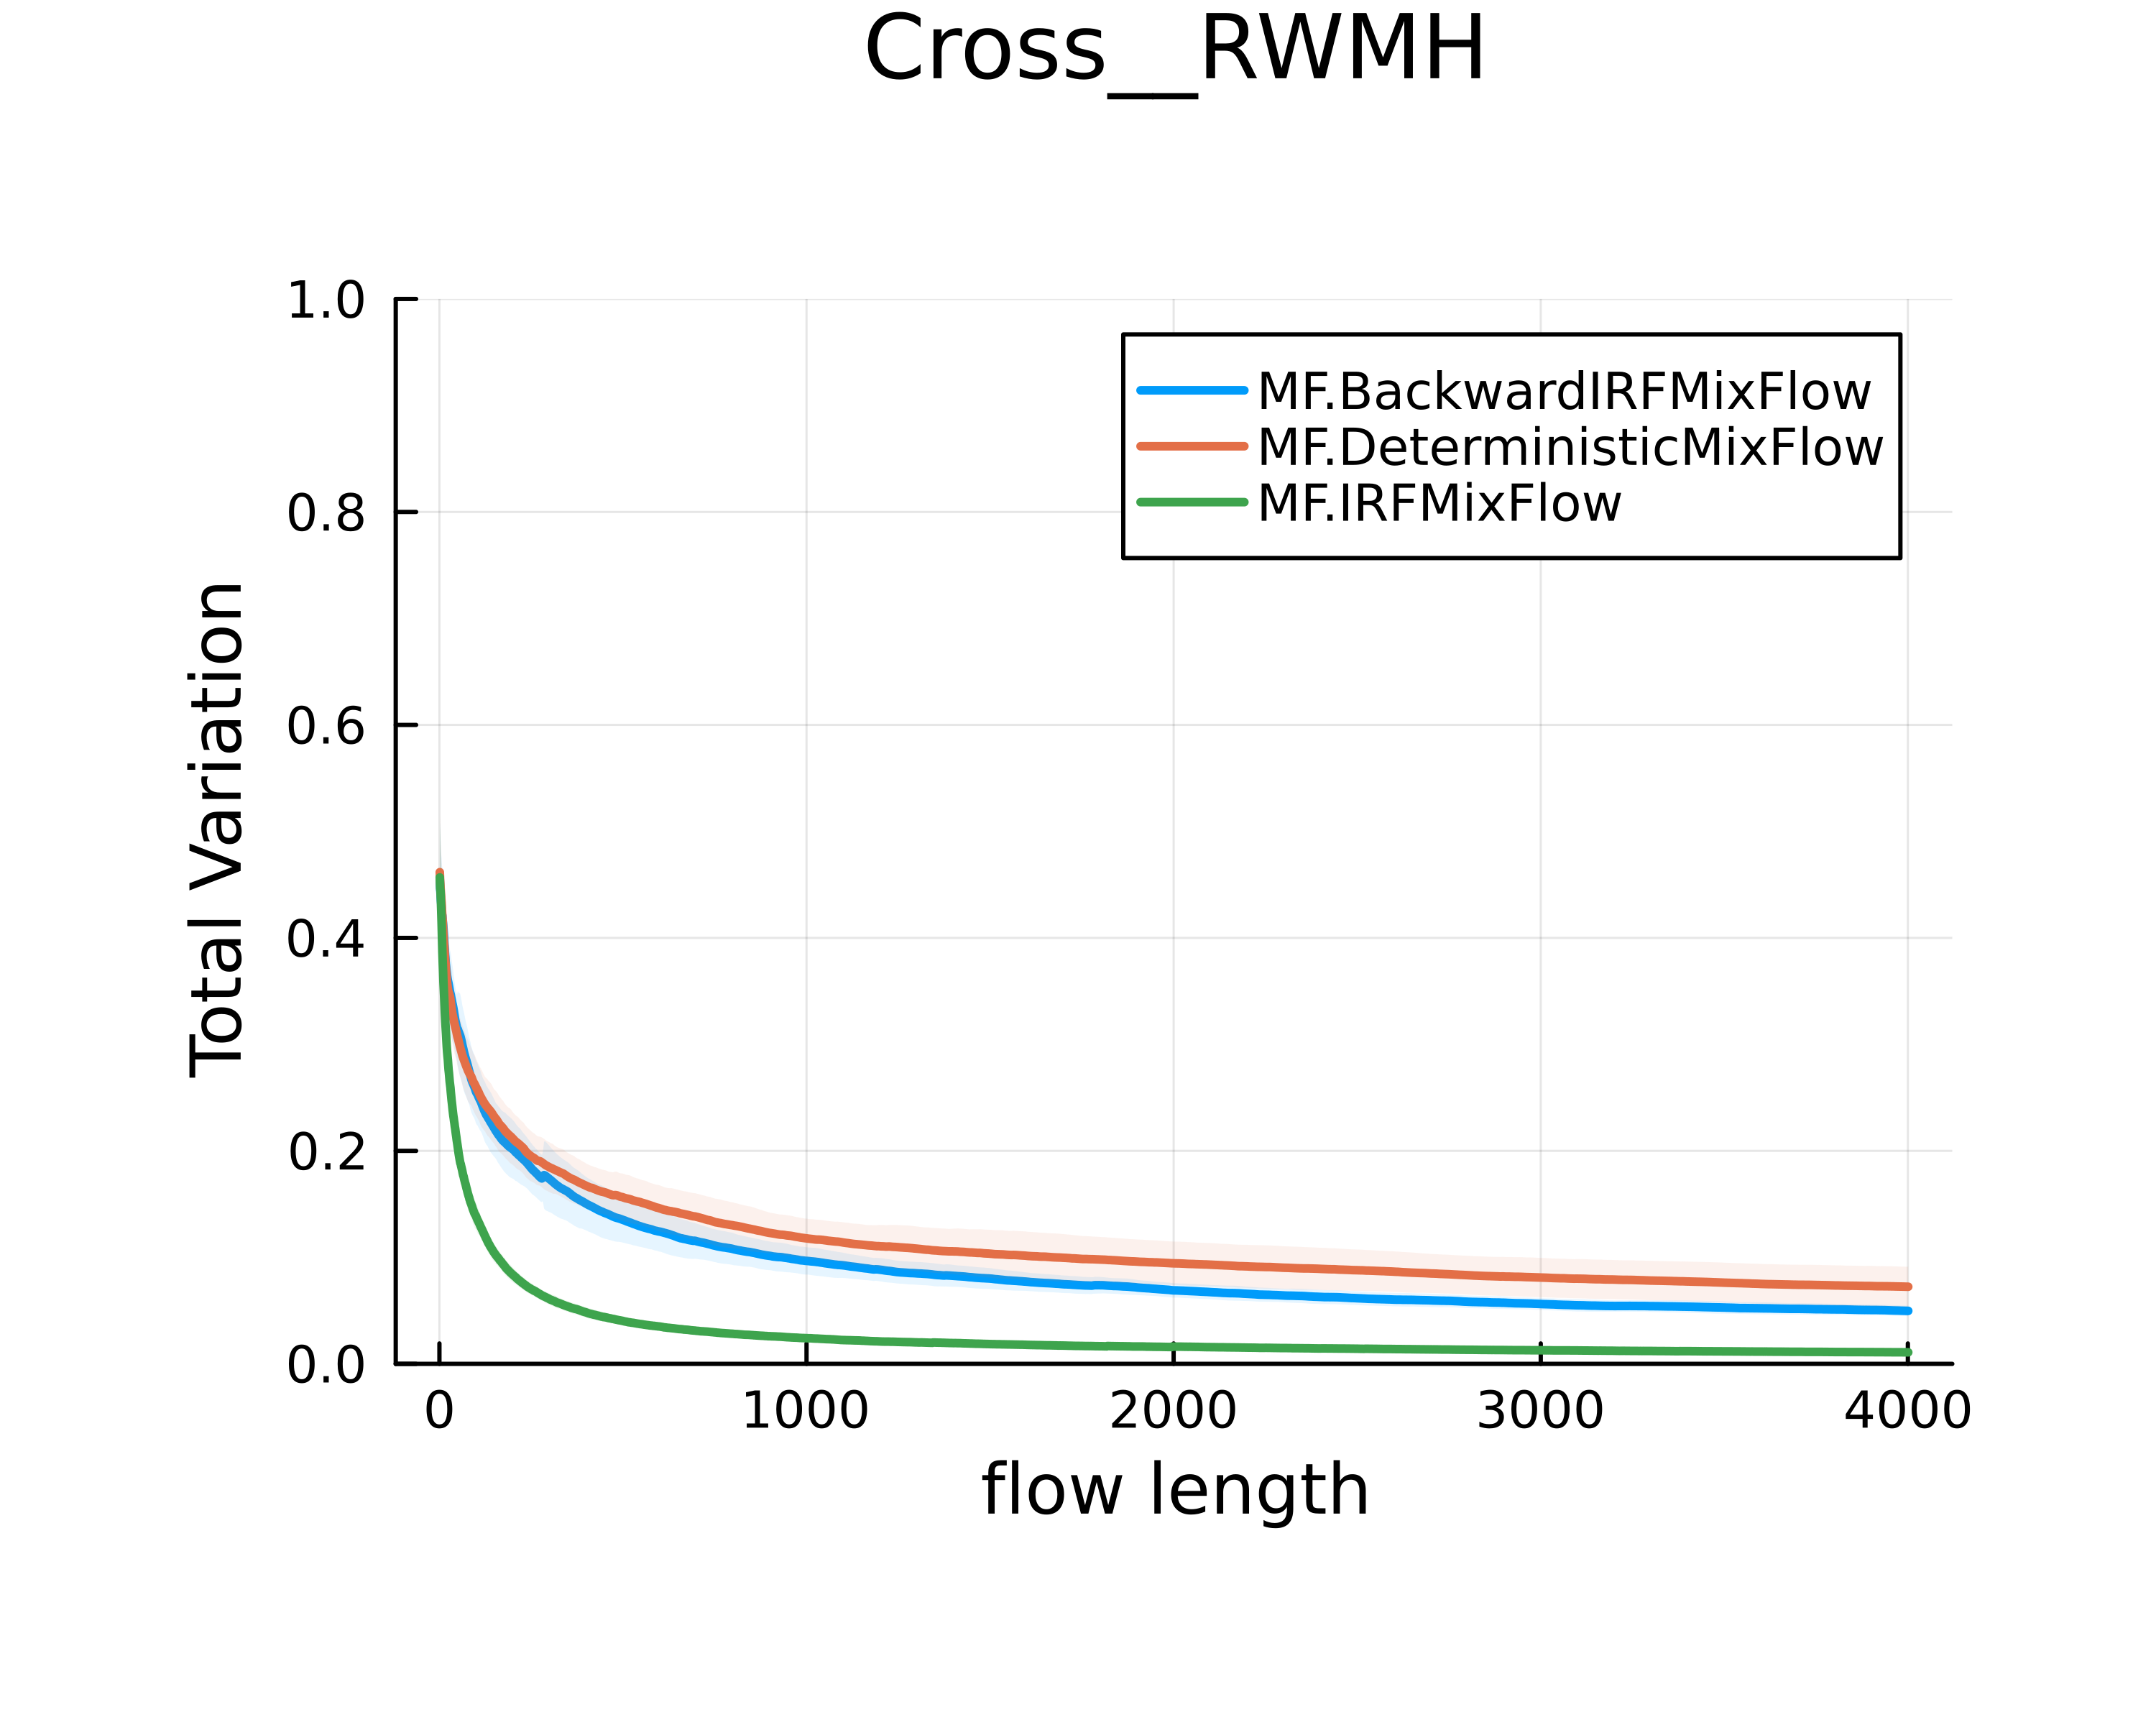 Cross__RWMH
1.0
0.8
0.6
0.4
0.2
0.0
Total Variation
MF.BackwardIRFMixFlow
MF.DeterministicMixFlow
MF.IRFMixFlow
0 1000 2000 3000 4000
flow length